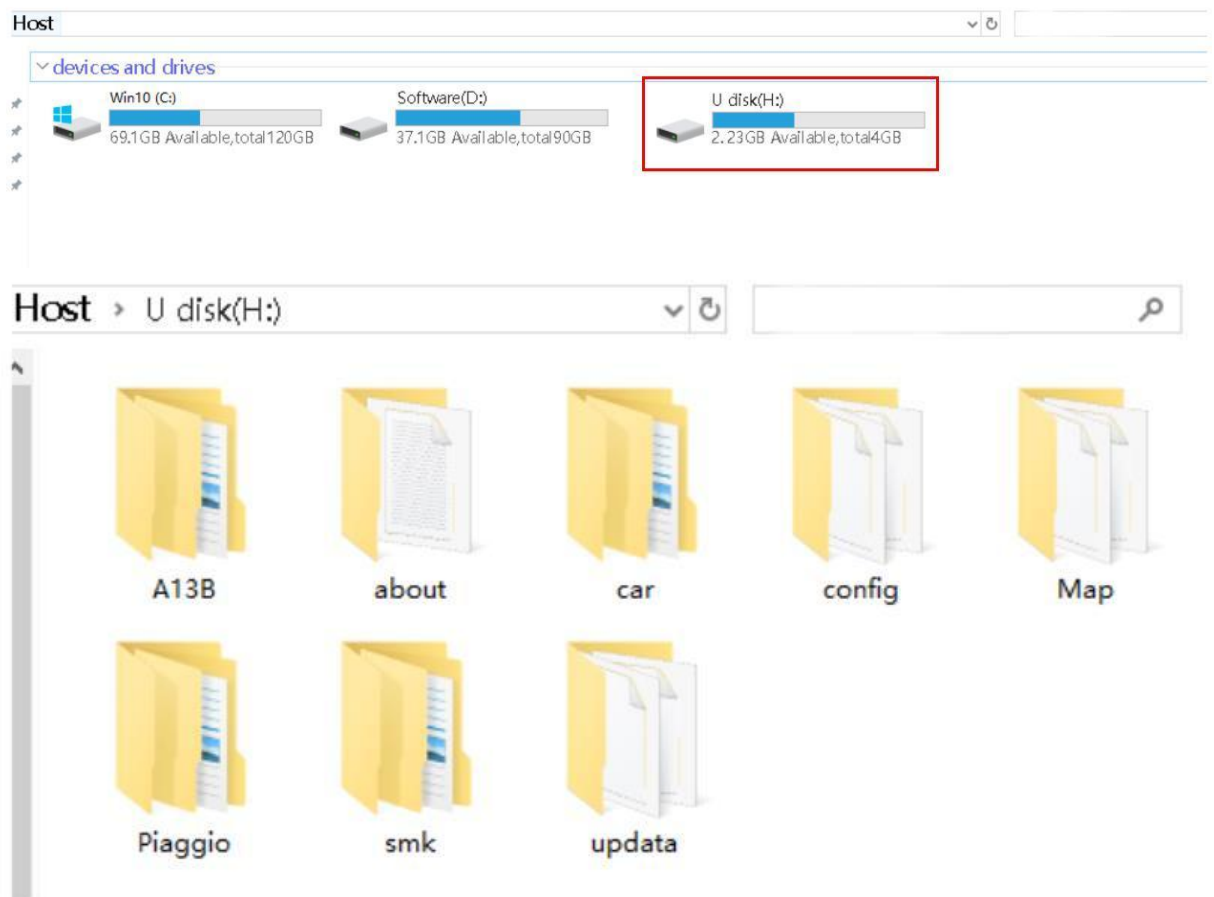 Host
devices and drives
Win10 (C:)
69.1GB Available,total120GB
Software(D:)
37.1GB Available,total90GB
U disk(H:)
2.23GB Available,total4GB
Host > U disk(H:)
A13B
about
car
config
Map
Piaggio
smk
updata